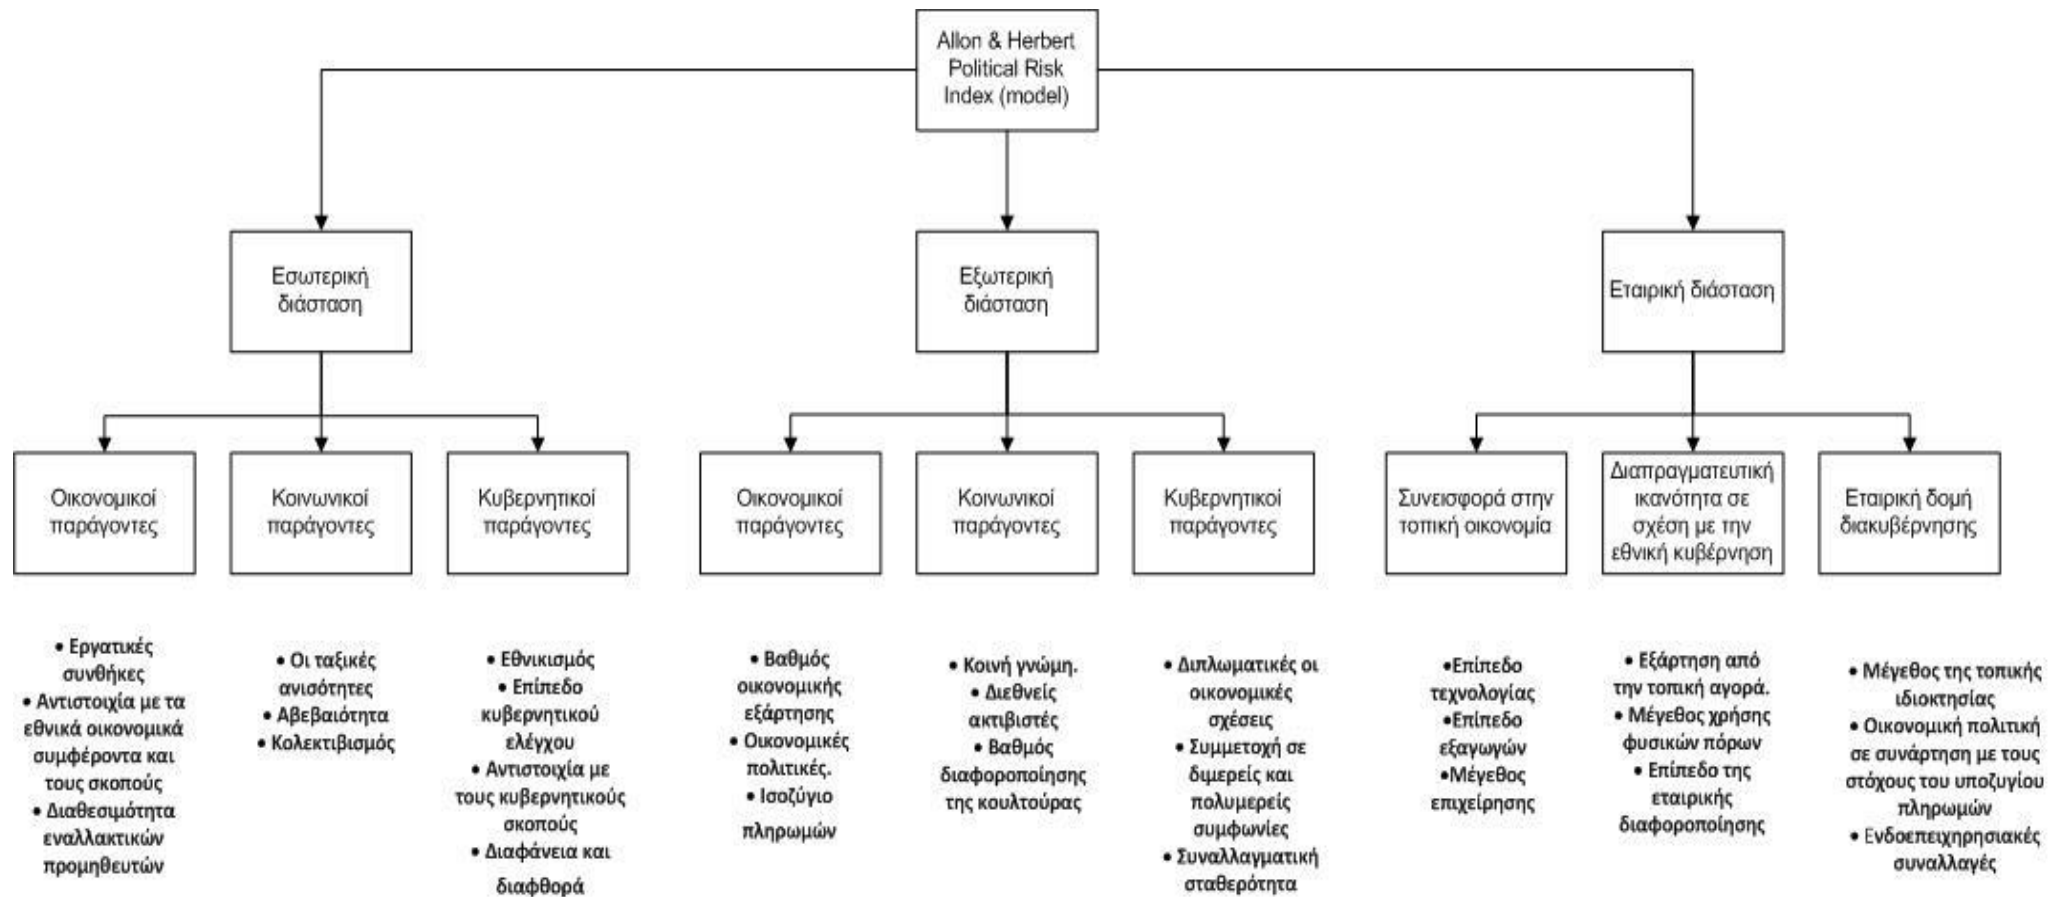 Allon & Herbert
Political Risk
Index (model)
Εσωτερική
διάσταση
Εξωτερική
διάσταση
Εταιρική διάσταση
Οικονομικοί
παράγοντες
Κοινωνικοί
παράγοντες
Κυβερνητικοί
παράγοντες
Οικονομικοί
παράγοντες
Κοινωνικοί
παράγοντες
Κυβερνητικοί
παράγοντες
Συνεισφορά στην
τοπική οικονομία
Διαπραγματευτική
ικανότητα σε
σχέση με την
εθνική κυβέρνηση
Εταιρική δομή
διακυβέρνησης
• Εργατικές
συνθήκες
• Αντιστοιχία με τα
εθνικά οικονομικά
συμφέροντα και
τους σκοπούς
• Διαθεσιμότητα
εναλλακτικών
προμηθευτών
• Οι ταξικές
ανισότητες
• Αβεβαιότητα
• Κολεκτιβισμός
• Εθνικισμός
• Επίπεδο
κυβερνητικού
ελέγχου
• Αντιστοιχία με
τους κυβερνητικούς
σκοπούς
• Διαφάνεια και
διαφθορά
• Βαθμός
οικονομικής
εξάρτησης
• Οικονομικές
πολιτικές.
• Ισοζύγιο
πληρωμών
• Κοινή γνώμη.
• Διεθνείς
ακτιβιστές
• Βαθμός
διαφοροποίησης
της κουλτούρας
• Διπλωματικές οι
οικονομικές
σχέσεις
• Συμμετοχή σε
διμερείς και
πολυμερείς
συμφωνίες
• Συναλλαγματική
σταθερότητα
•Επίπεδο
τεχνολογίας
•Επίπεδο
εξαγωγών
•Μέγεθος
επιχείρησης
• Εξάρτηση από
την τοπική αγορά.
• Μέγεθος χρήσης
φυσικών πόρων
• Επίπεδο της
εταιρικής
διαφοροποίησης
• Μέγεθος της τοπικής
ιδιοκτησίας
• Οικονομική πολιτική
σε συνάρτηση με τους
στόχους του υποζυγίου
πληρωμών
• Ενδοεπιχηρησιακές
συναλλαγές